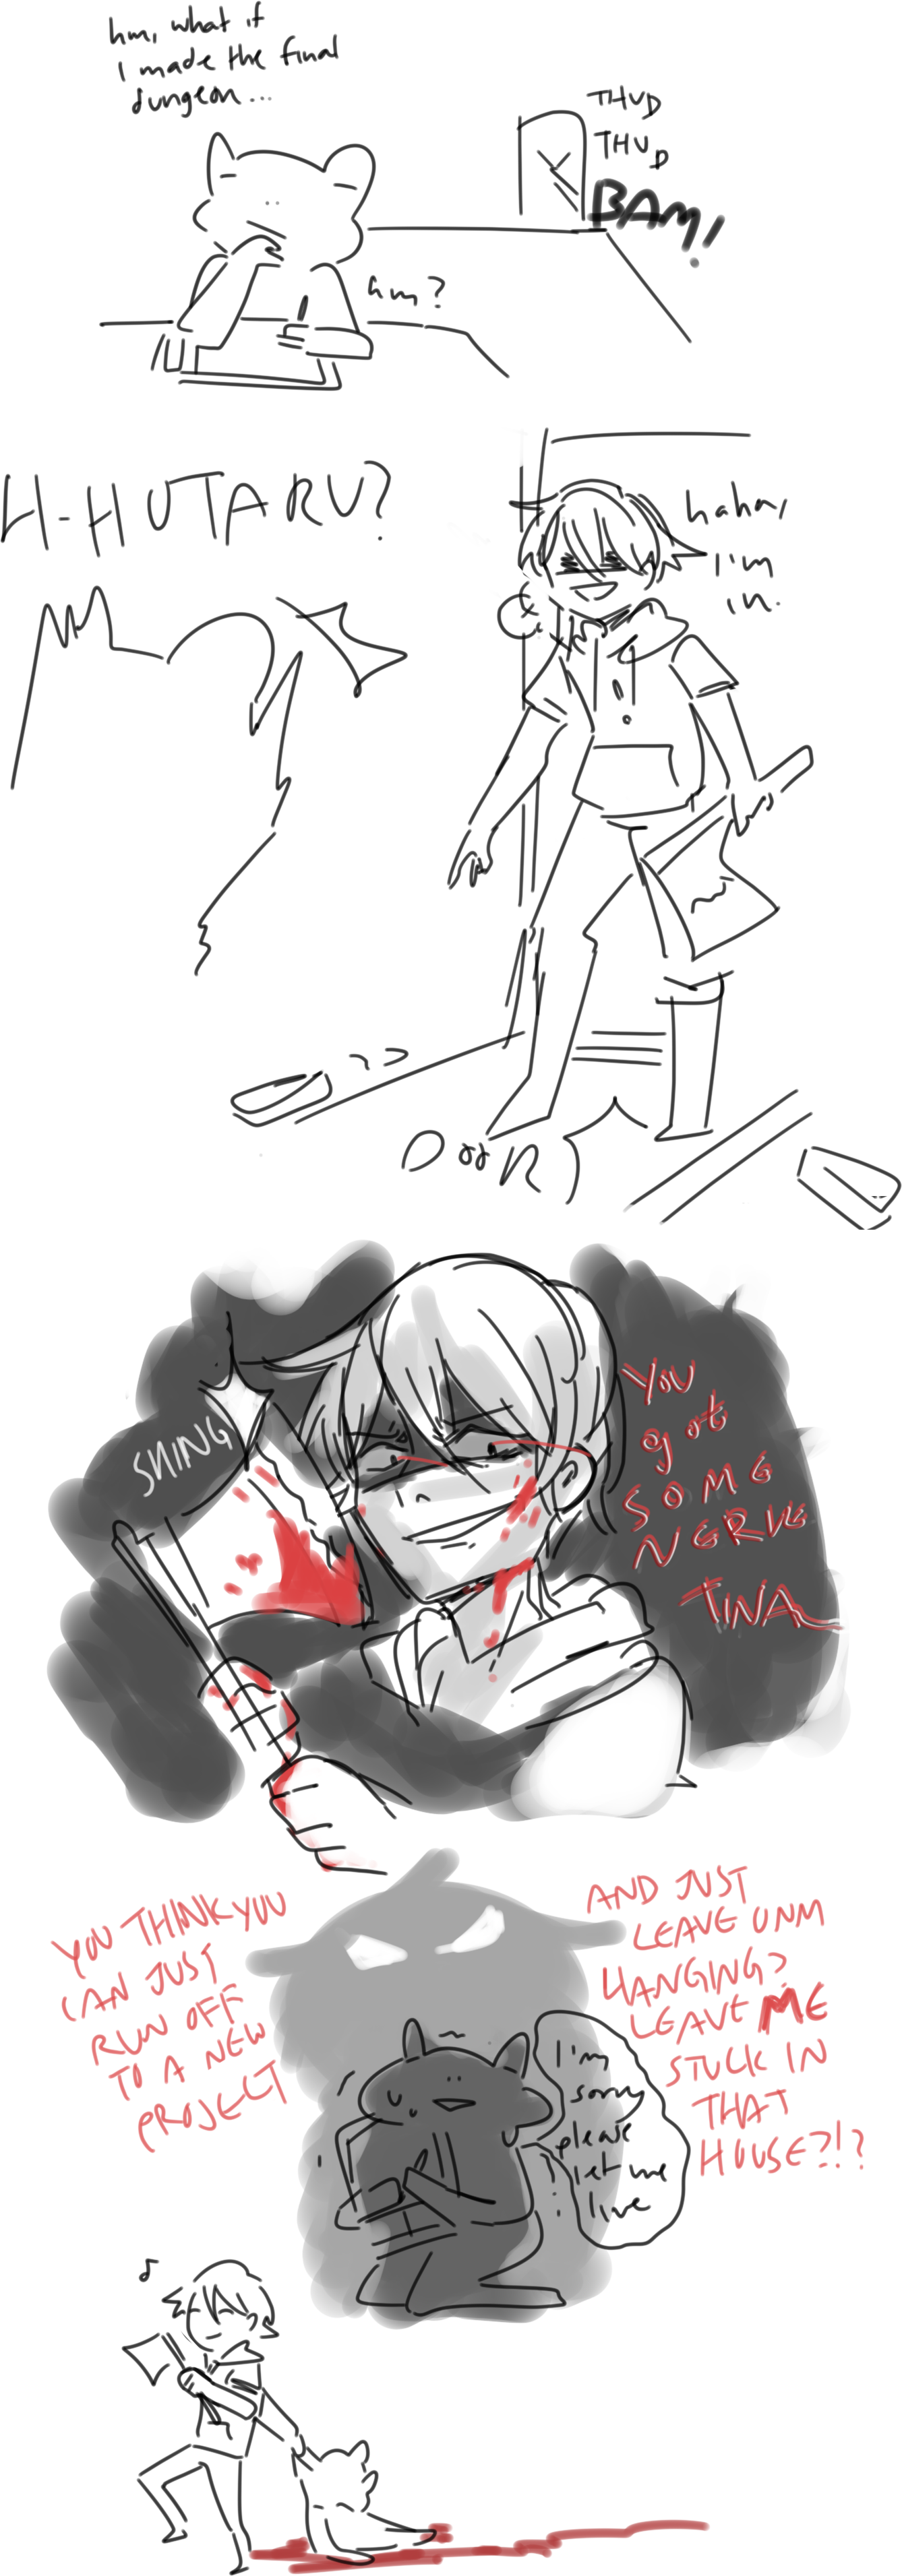 hm, what if
I made the final
dungeon...
THUD
THUD
BAM!
hm?
H-HUTARU?
haha,
I'm
in.
DooR
SHING
YOU
got
SOME
NERVE
TINA
YOU THINK YOU
CAN JUST
RUN OFF
TO A NEW
PROJECT
AND JUST
LEAVE UNM
HANGING?
LEAVE ME
STUCK IN
THAT
HOUSE?!?
I'm
sorry
please
let me
live